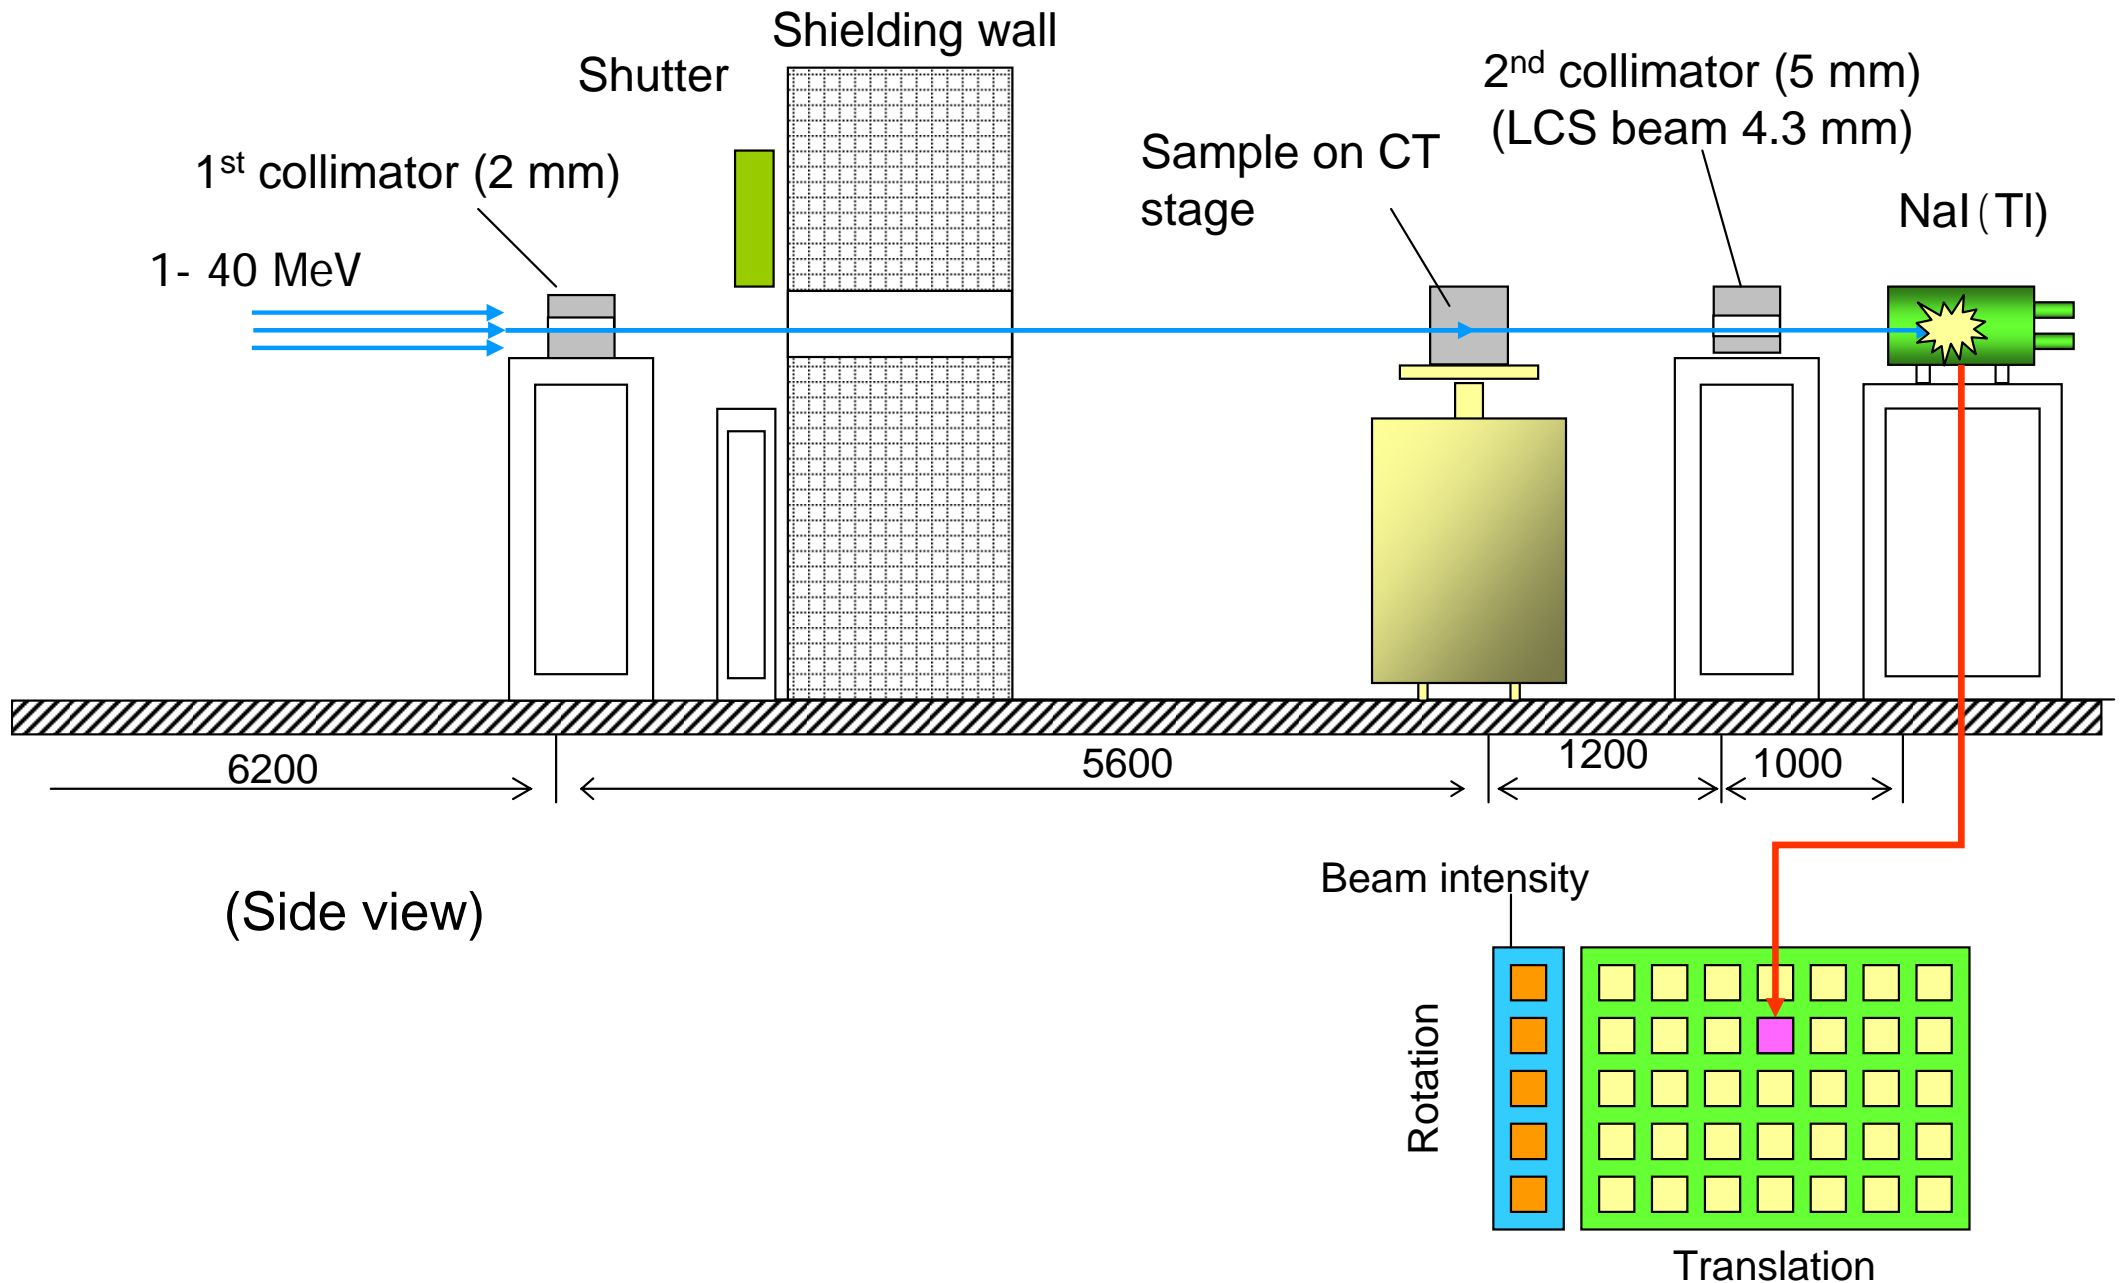 Shielding wall
Shutter
2nd collimator (5 mm)
(LCS beam 4.3 mm)
1st collimator (2 mm)
Sample on CT
stage
NaI (Tl)
1- 40 MeV
6200
5600
1200
1000
(Side view)
Beam intensity
Rotation
Translation